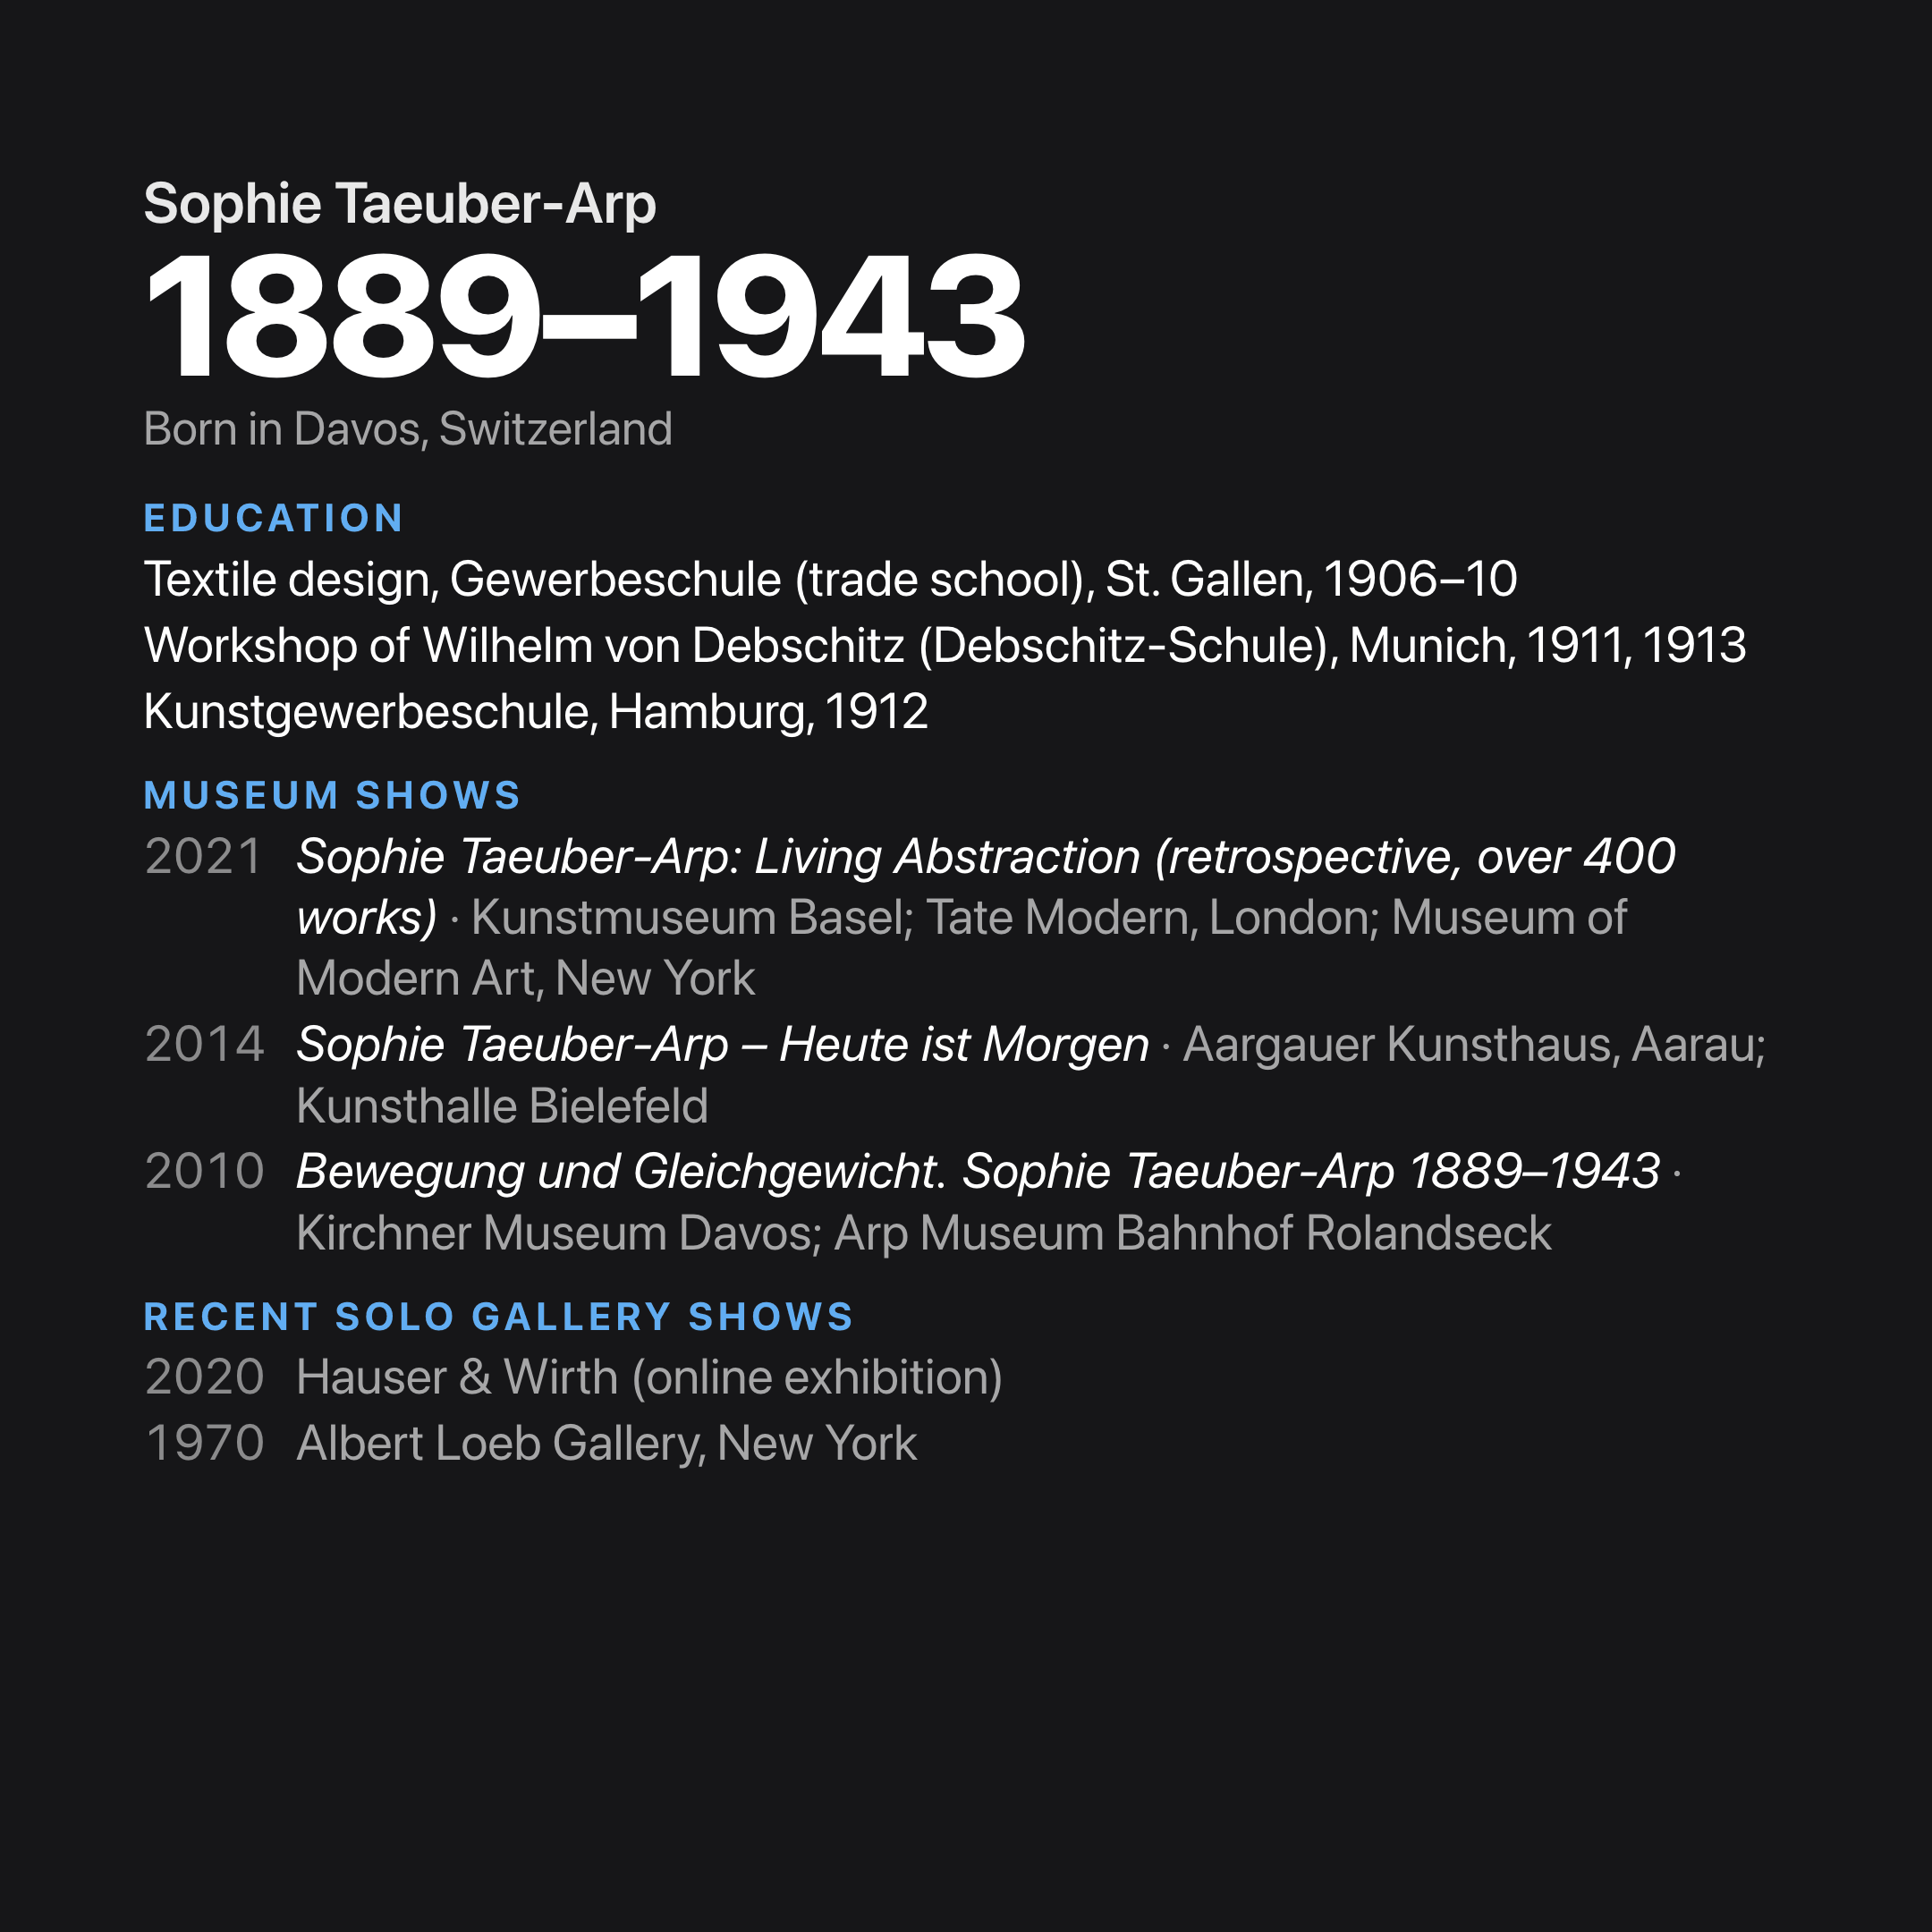 Sophie Taeuber-Arp
1889–1943
Born in Davos, Switzerland
EDUCATION
Textile design, Gewerbeschule (trade school), St. Gallen, 1906–10
Workshop of Wilhelm von Debschitz (Debschitz-Schule), Munich, 1911, 1913
Kunstgewerbeschule, Hamburg, 1912
MUSEUM SHOWS
2021 Sophie Taeuber-Arp: Living Abstraction (retrospective, over 400
works) · Kunstmuseum Basel; Tate Modern, London; Museum of
Modern Art, New York
2014 Sophie Taeuber-Arp – Heute ist Morgen · Aargauer Kunsthaus, Aarau;
Kunsthalle Bielefeld
2010 Bewegung und Gleichgewicht. Sophie Taeuber-Arp 1889–1943 ·
Kirchner Museum Davos; Arp Museum Bahnhof Rolandseck
RECENT SOLO GALLERY SHOWS
2020 Hauser & Wirth (online exhibition)
1970 Albert Loeb Gallery, New York